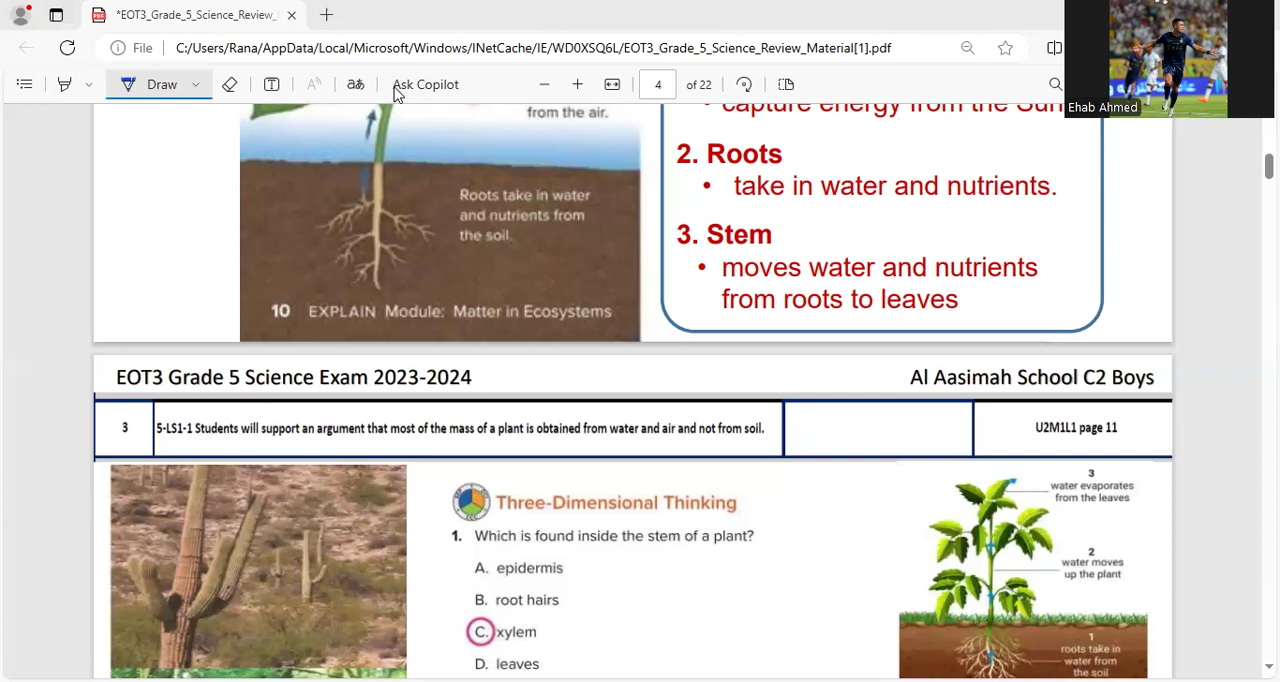 *EOT3_Grade_5_Science_Review_
File
C:/Users/Rana/AppData/Local/Microsoft/Windows/INetCache/IE/WD0XSQ6L/EOT3_Grade_5_Science_Review_Material[1].pdf
Draw
Ask Copilot
4
of 22
Ehab Ahmed
from the air.
Roots take in water
and nutrients from
the soil.
10 EXPLAIN Module: Matter in Ecosystems
• capture energy from the Sun
2. Roots
• take in water and nutrients.
3. Stem
• moves water and nutrients
from roots to leaves
EOT3 Grade 5 Science Exam 2023-2024
Al Aasimah School C2 Boys
3
5-LS1-1 Students will support an argument that most of the mass of a plant is obtained from water and air and not from soil.
U2M1L1 page 11
Three-Dimensional Thinking
1. Which is found inside the stem of a plant?
A. epidermis
B. root hairs
C. xylem
D. leaves
3
water evaporates
from the leaves
2
water moves
up the plant
1
roots take in
water from
the soil